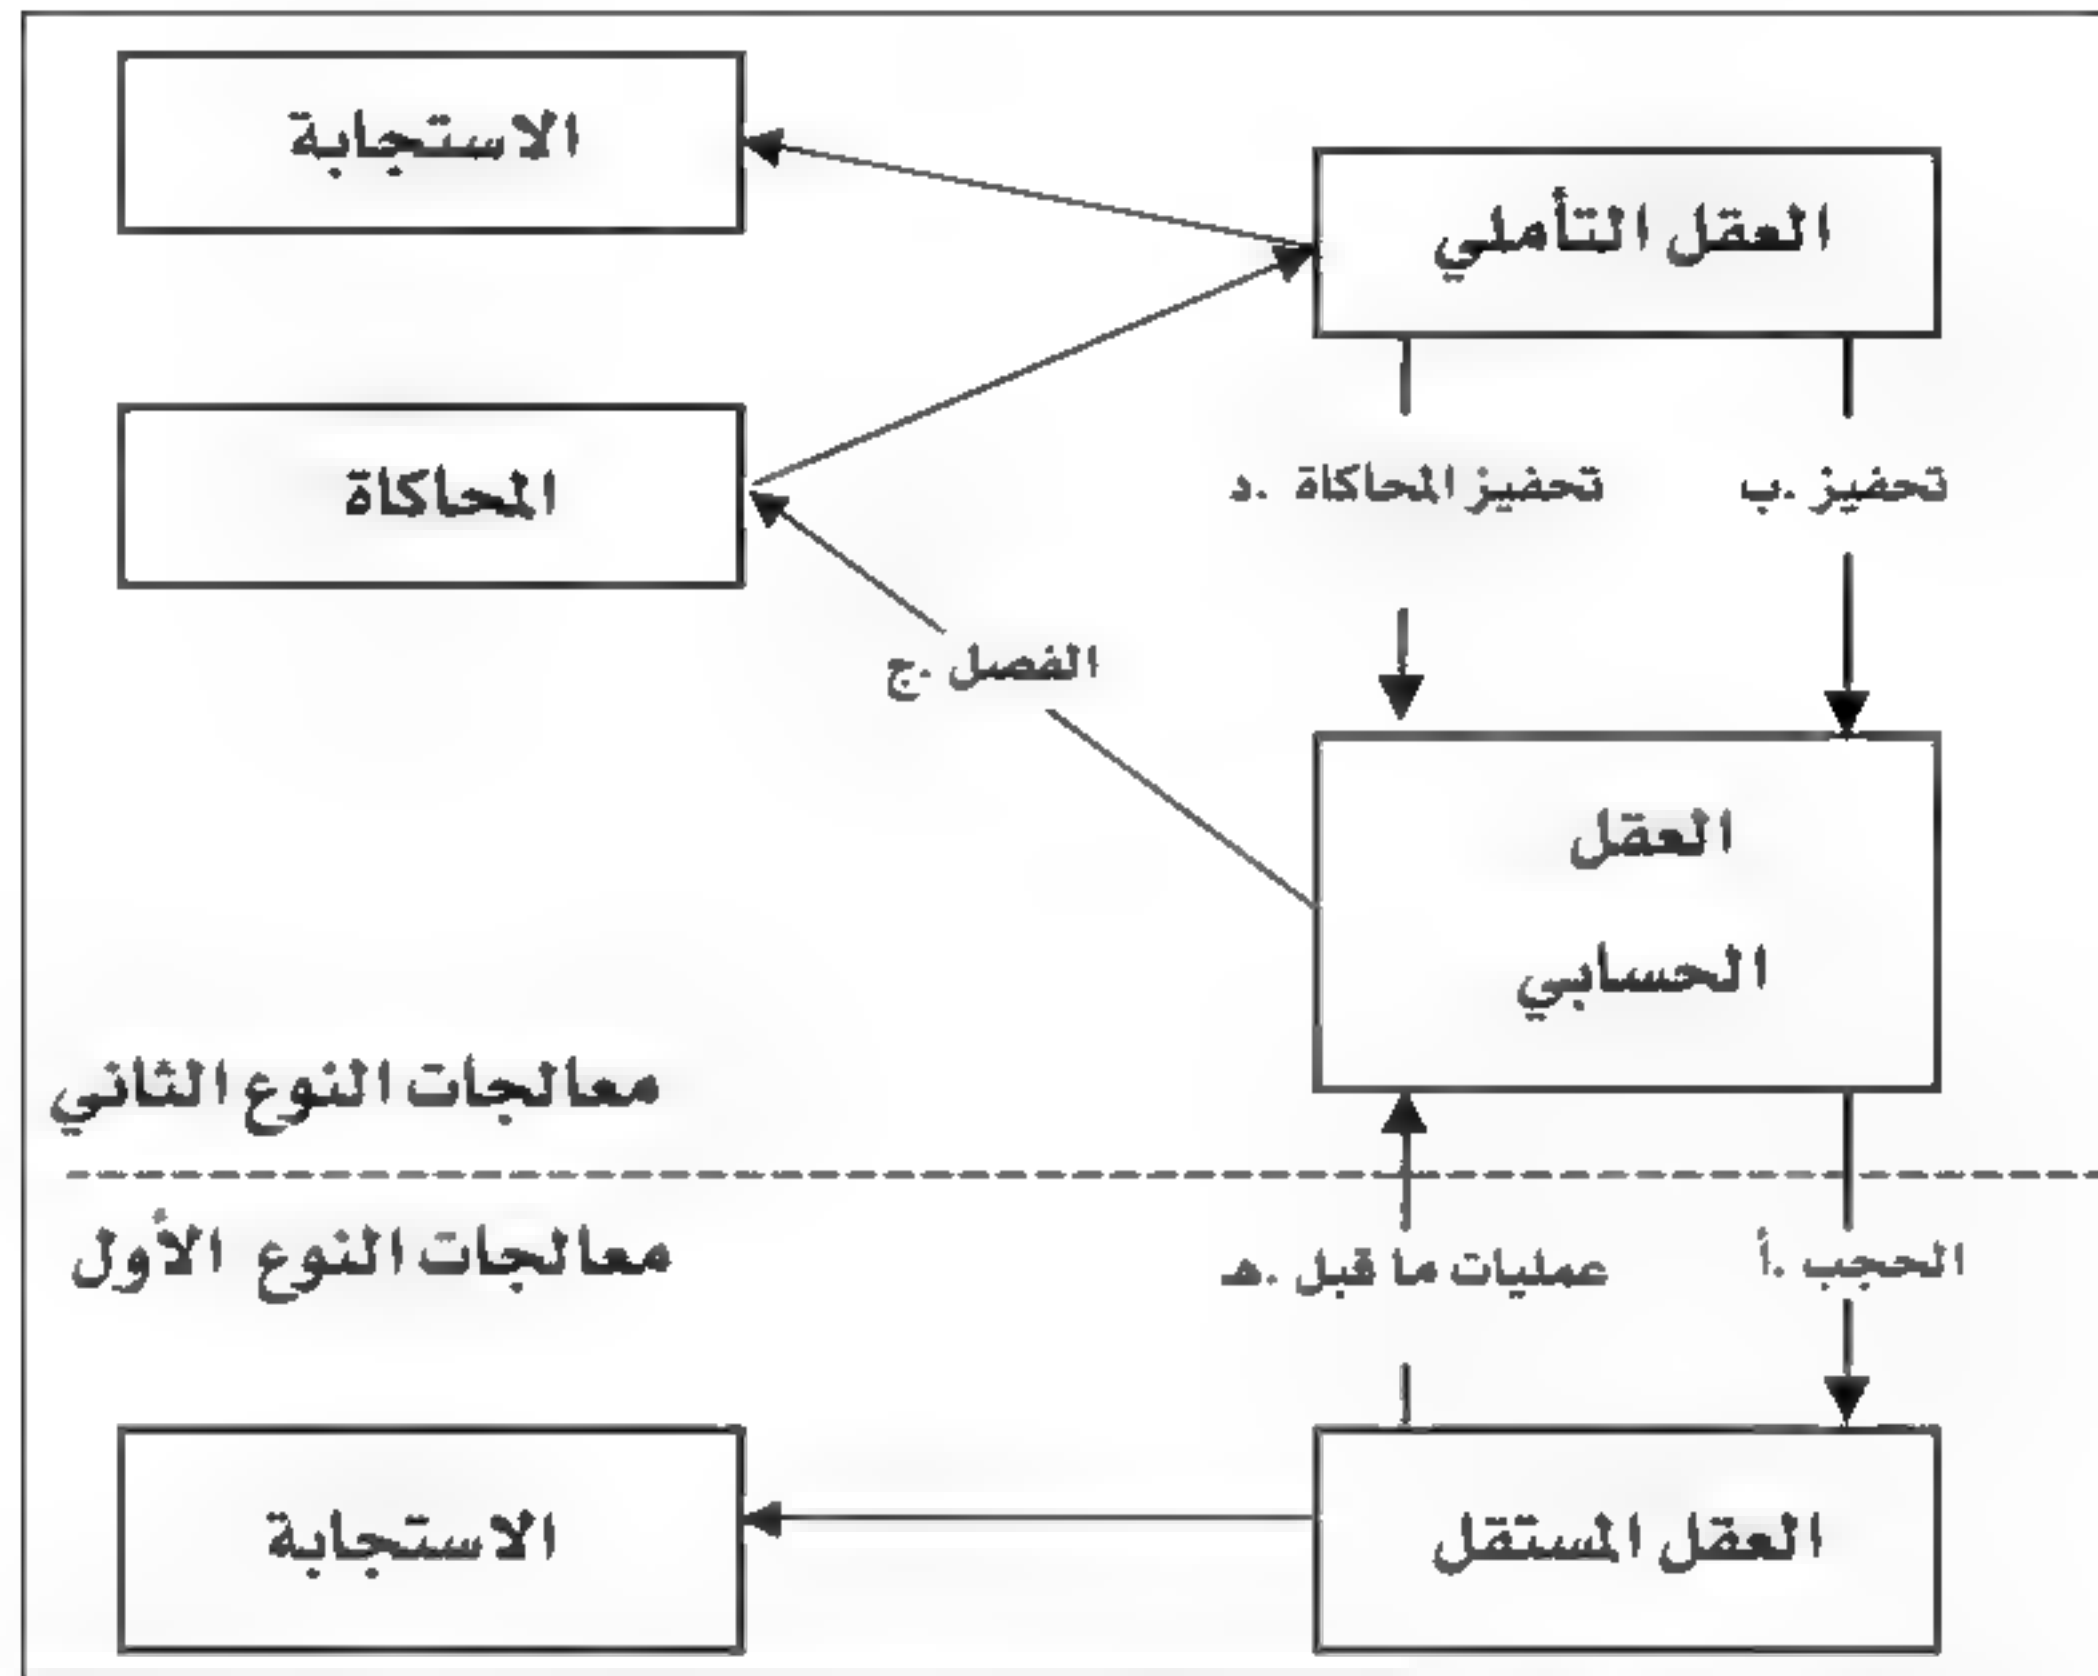 الاستجابة
العقل التأملي
المحاكاة
تحفيز .ب
تحفيز المحاكاة .د
الفصل .ج
العقل
الحسابي
معالجات النوع الثاني
معالجات النوع الأول
الحجب .أ
عمليات ما قبل .هـ
العقل المستقل
الاستجابة